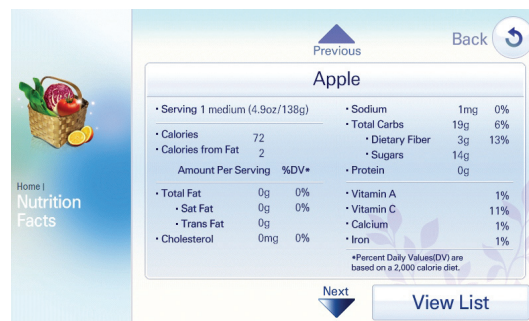 Previous
Back
Apple
• Serving 1 medium (4.9oz/138g)
• Calories 72
• Calories from Fat 2
Amount Per Serving %DV*
• Total Fat 0g 0%
• Sat Fat 0g 0%
• Trans Fat 0g
• Cholesterol 0mg 0%
• Sodium 1mg 0%
• Total Carbs 19g 6%
• Dietary Fiber 3g 13%
• Sugars 14g
• Protein 0g
• Vitamin A 1%
• Vitamin C 11%
• Calcium 1%
• Iron 1%
*Percent Daily Values(DV) are
based on a 2,000 calorie diet.
Home |
Nutrition
Facts
Next
View List